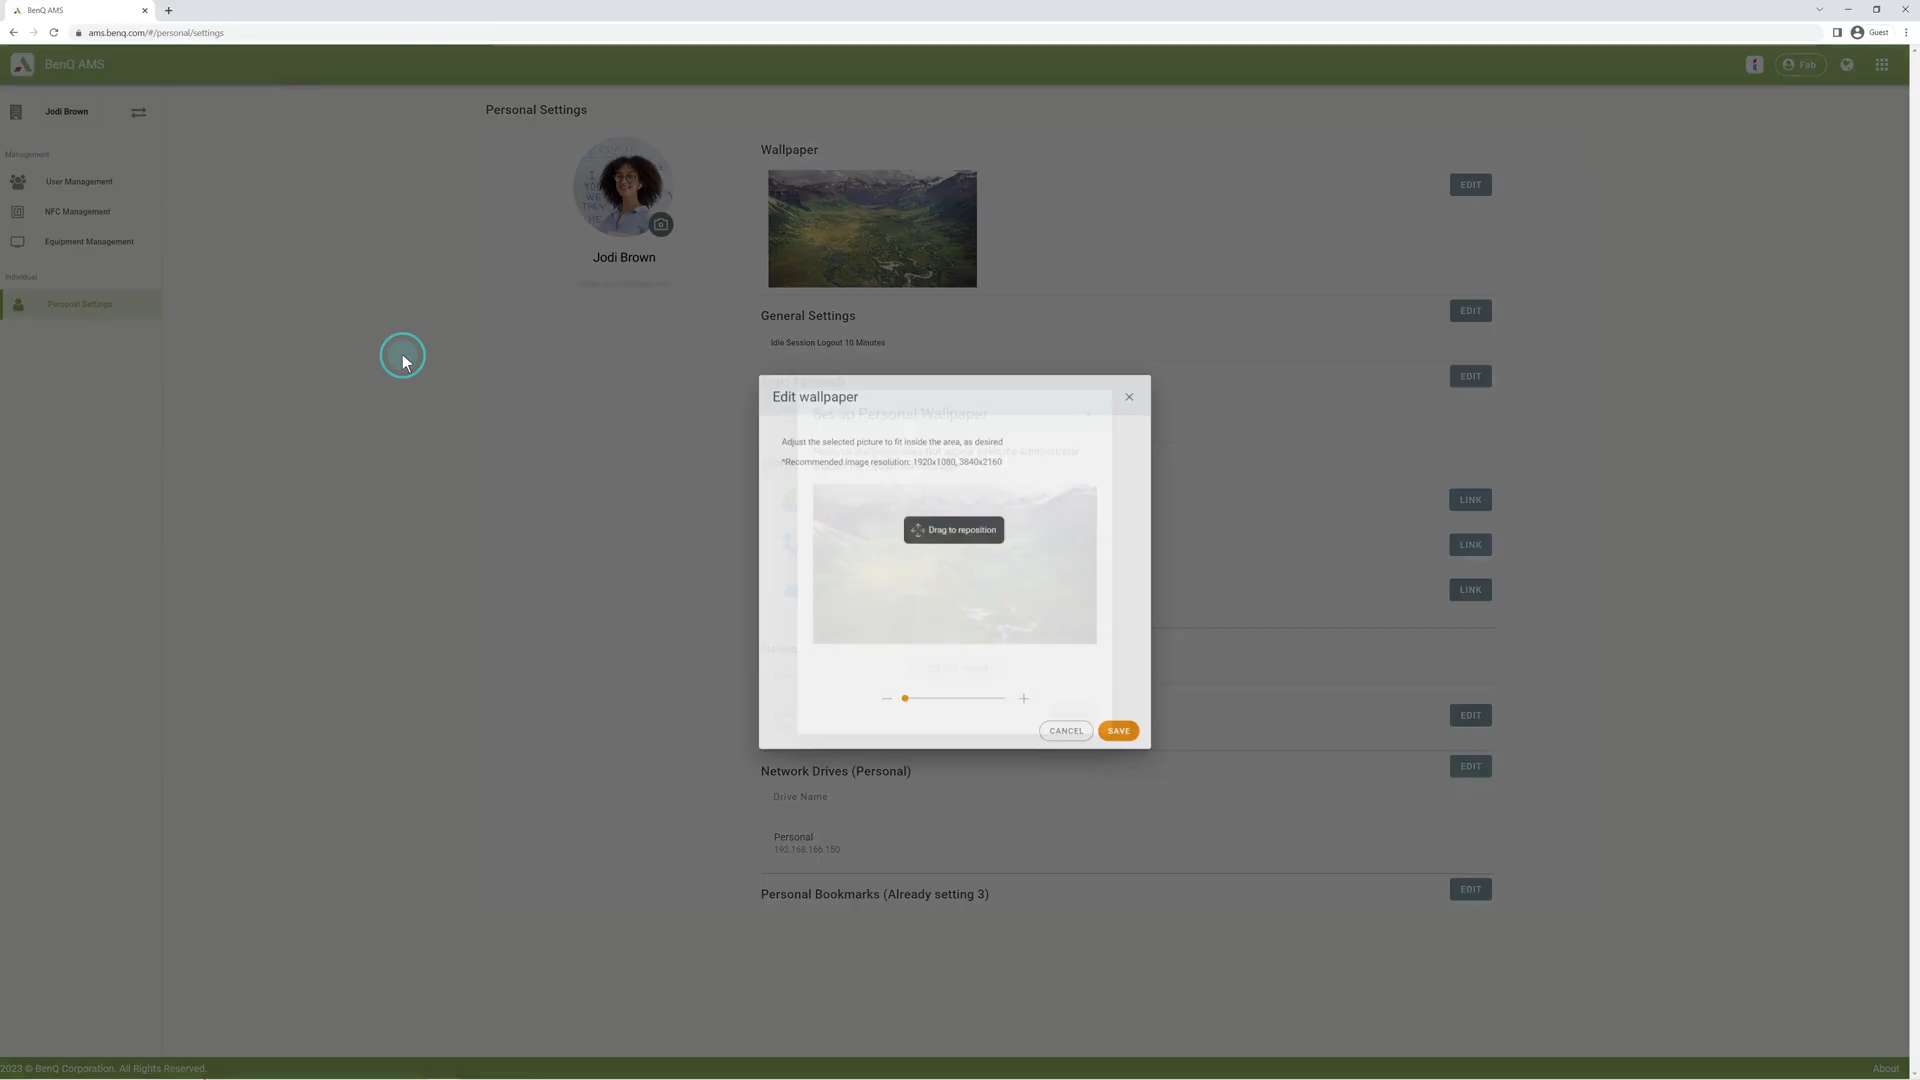 BenQ AMS
ams.benq.com/#/personal/settings
Guest
BenQ AMS
Fab
Jodi Brown
Management
User Management
NFC Management
Equipment Management
Individuel
Personal Settings
Personal Settings
Jodi Brown
Wallpaper
EDIT
General Settings
EDIT
Idle Session Logout 10 Minutes
EDIT
Edit wallpaper
Set up Personal Wallpaper
Adjust the selected picture to fit inside the area, as desired
*Recommended image resolution: 1920x1080, 3840x2160
Drag to reposition
CANCEL
SAVE
LINK
LINK
LINK
EDIT
Network Drives (Personal)
EDIT
Drive Name
Personal
192.168.166.150
Personal Bookmarks (Already setting 3)
EDIT
2023 © BenQ Corporation. All Rights Reserved.
About